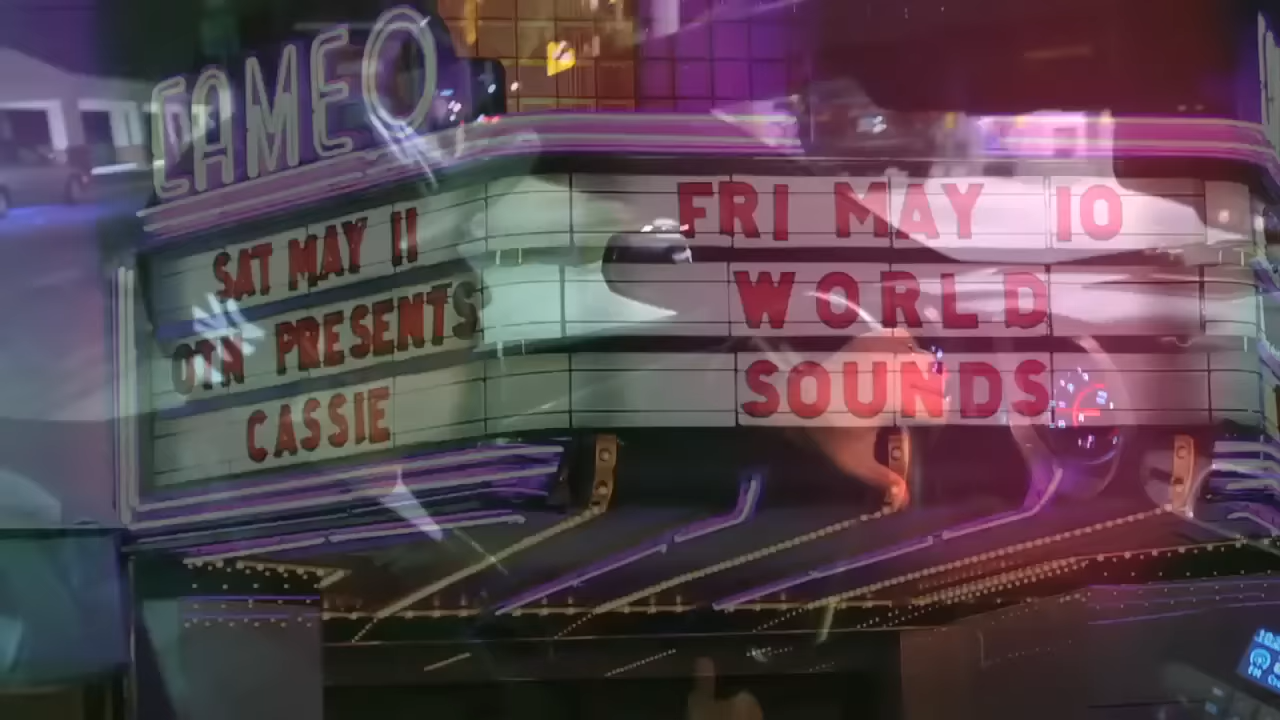 CAMEO
SAT MAY 11
OTN PRESENTS
CASSIE
FRI MAY 10
WORLD
SOUNDS